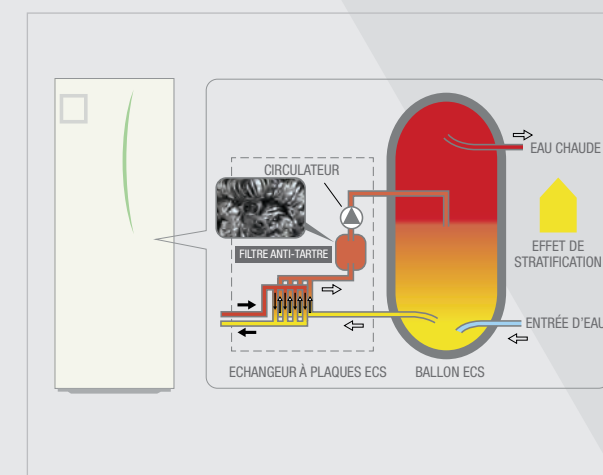 EAU CHAUDE
CIRCULATEUR
FILTRE ANTI-TARTRE
EFFET DE
STRATIFICATION
ENTRÉE D'EAU
ECHANGEUR À PLAQUES ECS
BALLON ECS